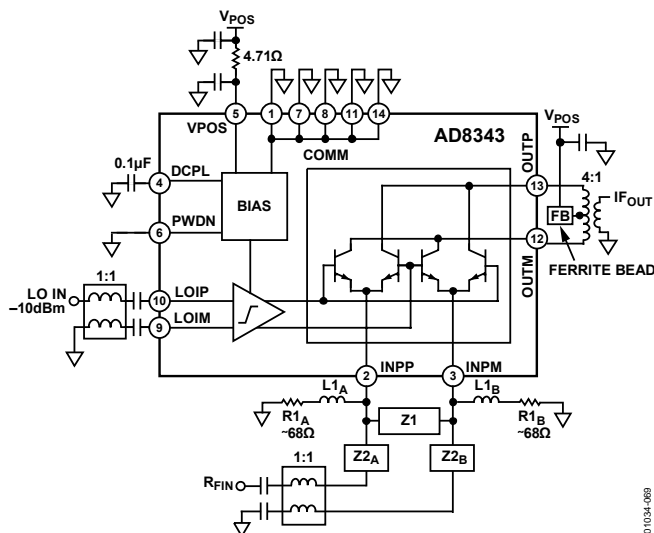 VPOS
4.71Ω
5
1
7
8
11
14
VPOS
COMM
AD8343
VPOS
0.1µF
4
DCPL
BIAS
OUTP
13
4:1
FB
IFOUT
6
PWDN
12
OUTM
FERRITE BEAD
1:1
LO IN
–10dBm
10
LOIP
9
LOIM
2
INPP
3
INPM
L1A
L1B
R1A
~68Ω
Z1
R1B
~68Ω
Z2A
Z2B
1:1
RFIN
01034-069